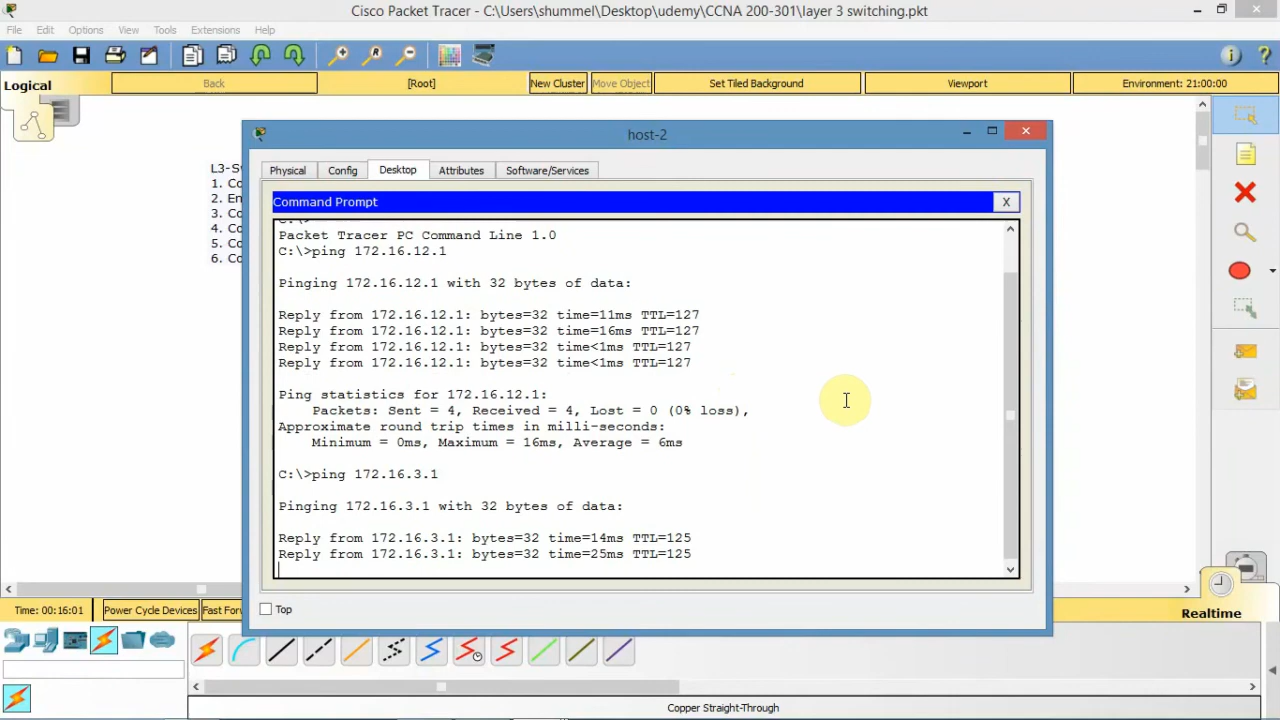 Cisco Packet Tracer - C:\Users\shummel\Desktop\udemy\CCNA 200-301\layer 3 switching.pkt
File Edit Options View Tools Extensions Help
Logical Back [Root] New Cluster Move Object Set Tiled Background Viewport Environment: 21:00:00
host-2
Physical Config Desktop Attributes Software/Services
L3-S
1. Co
2. En
3. Co
4. Co
5. Co
6. Co
Command Prompt X
Packet Tracer PC Command Line 1.0
C:\>ping 172.16.12.1
Pinging 172.16.12.1 with 32 bytes of data:
Reply from 172.16.12.1: bytes=32 time=11ms TTL=127
Reply from 172.16.12.1: bytes=32 time=16ms TTL=127
Reply from 172.16.12.1: bytes=32 time<1ms TTL=127
Reply from 172.16.12.1: bytes=32 time<1ms TTL=127
Ping statistics for 172.16.12.1:
Packets: Sent = 4, Received = 4, Lost = 0 (0% loss),
Approximate round trip times in milli-seconds:
Minimum = 0ms, Maximum = 16ms, Average = 6ms
C:\>ping 172.16.3.1
Pinging 172.16.3.1 with 32 bytes of data:
Reply from 172.16.3.1: bytes=32 time=14ms TTL=125
Reply from 172.16.3.1: bytes=32 time=25ms TTL=125
Top
Time: 00:16:01 Power Cycle Devices Fast For
Realtime
Copper Straight-Through